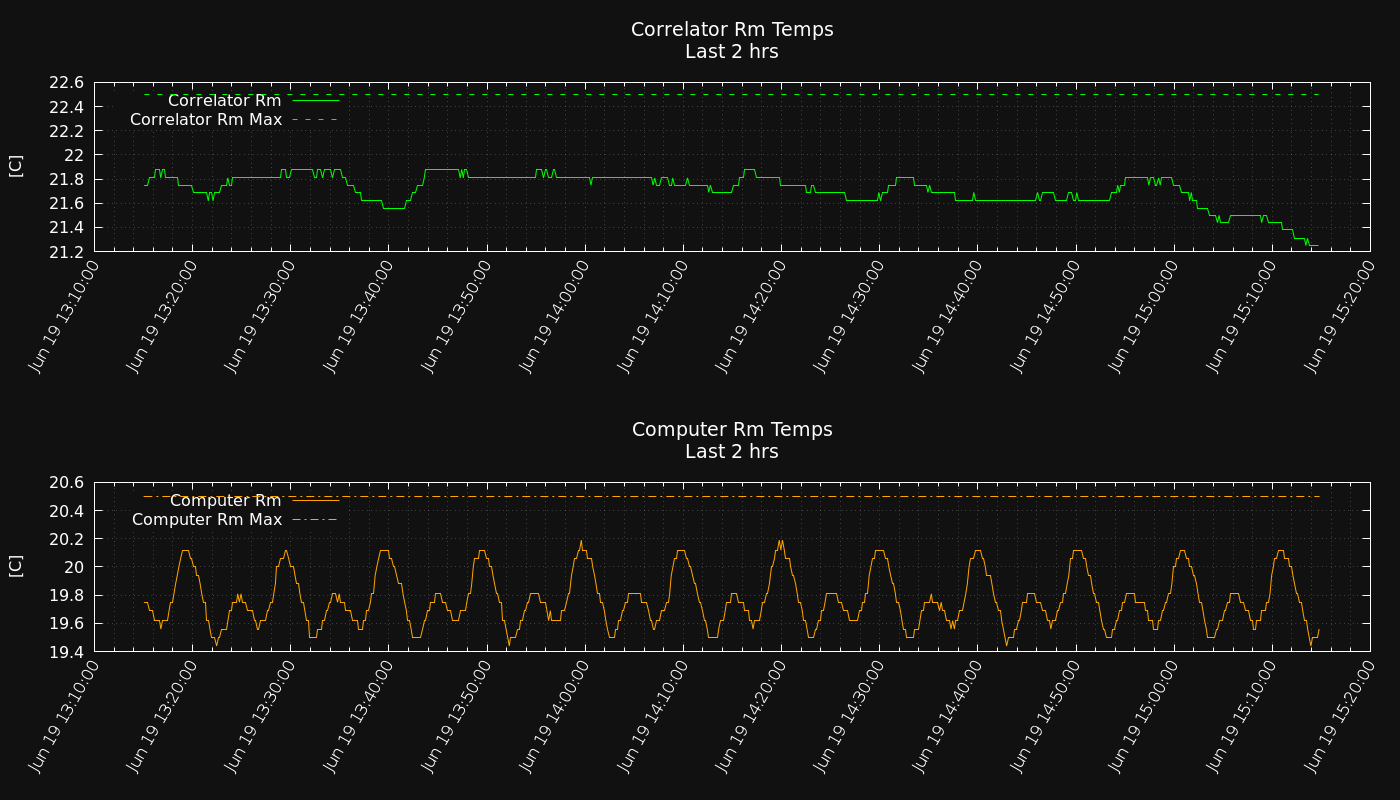 Correlator Rm Temps
Last 2 hrs
[C]
22.6
22.4
22.2
22
21.8
21.6
21.4
21.2
Correlator Rm
Correlator Rm Max
Jun 19 13:10:00
Jun 19 13:20:00
Jun 19 13:30:00
Jun 19 13:40:00
Jun 19 13:50:00
Jun 19 14:00:00
Jun 19 14:10:00
Jun 19 14:20:00
Jun 19 14:30:00
Jun 19 14:40:00
Jun 19 14:50:00
Jun 19 15:00:00
Jun 19 15:10:00
Jun 19 15:20:00
Computer Rm Temps
Last 2 hrs
[C]
20.6
20.4
20.2
20
19.8
19.6
19.4
Computer Rm
Computer Rm Max
Jun 19 13:10:00
Jun 19 13:20:00
Jun 19 13:30:00
Jun 19 13:40:00
Jun 19 13:50:00
Jun 19 14:00:00
Jun 19 14:10:00
Jun 19 14:20:00
Jun 19 14:30:00
Jun 19 14:40:00
Jun 19 14:50:00
Jun 19 15:00:00
Jun 19 15:10:00
Jun 19 15:20:00